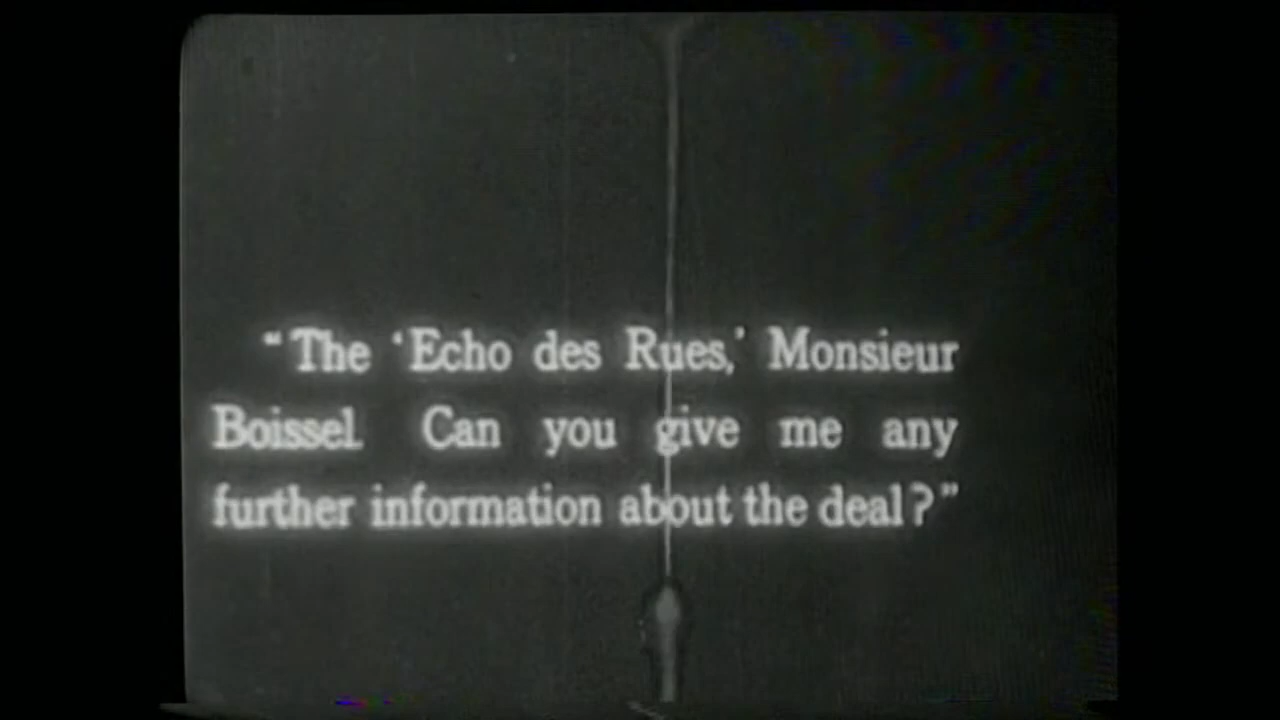 “The ‘Echo des Rues,’ Monsieur
Boissel. Can you give me any
further information about the deal?”